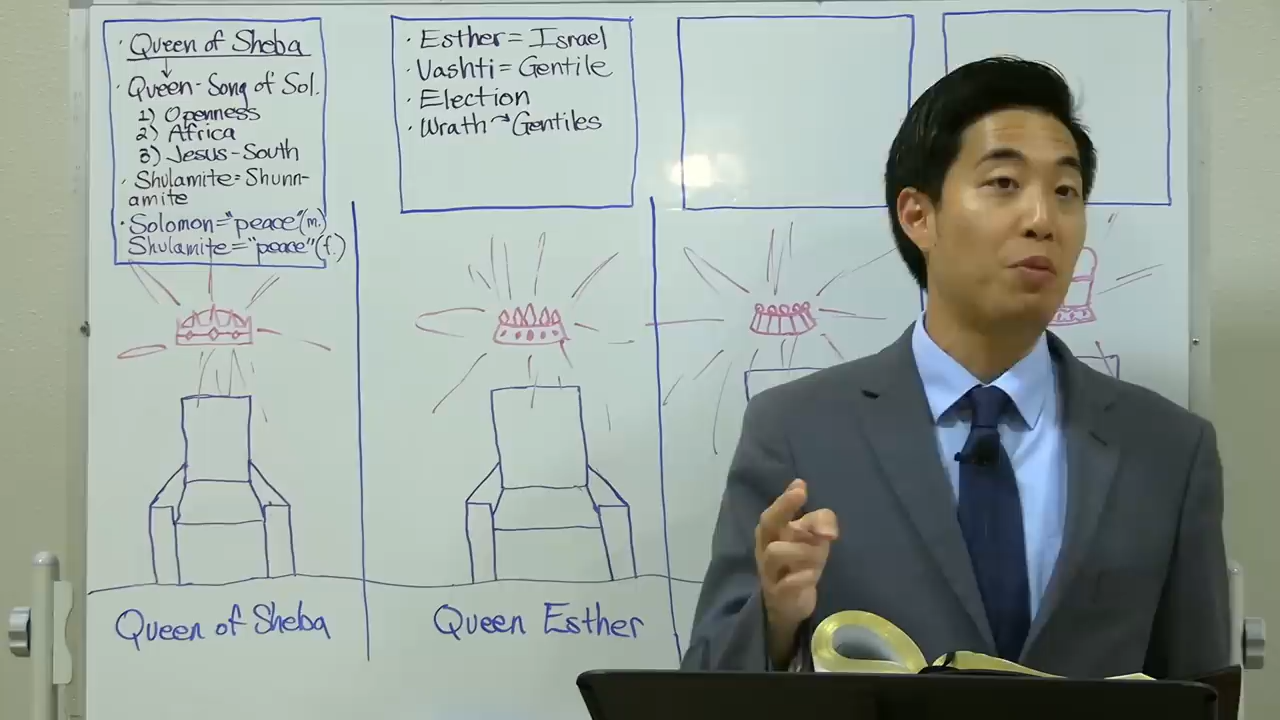 · Queen of Sheba
· Queen - Song of Sol.
1) Openness
2) Africa
3) Jesus - South
· Shulamite = Shunn-
amite
· Solomon = "peace" (m.)
Shulamite = "peace" (f.)
· Esther = Israel
· Vashti = Gentile
· Election
· Wrath → Gentiles
Queen of Sheba
Queen Esther